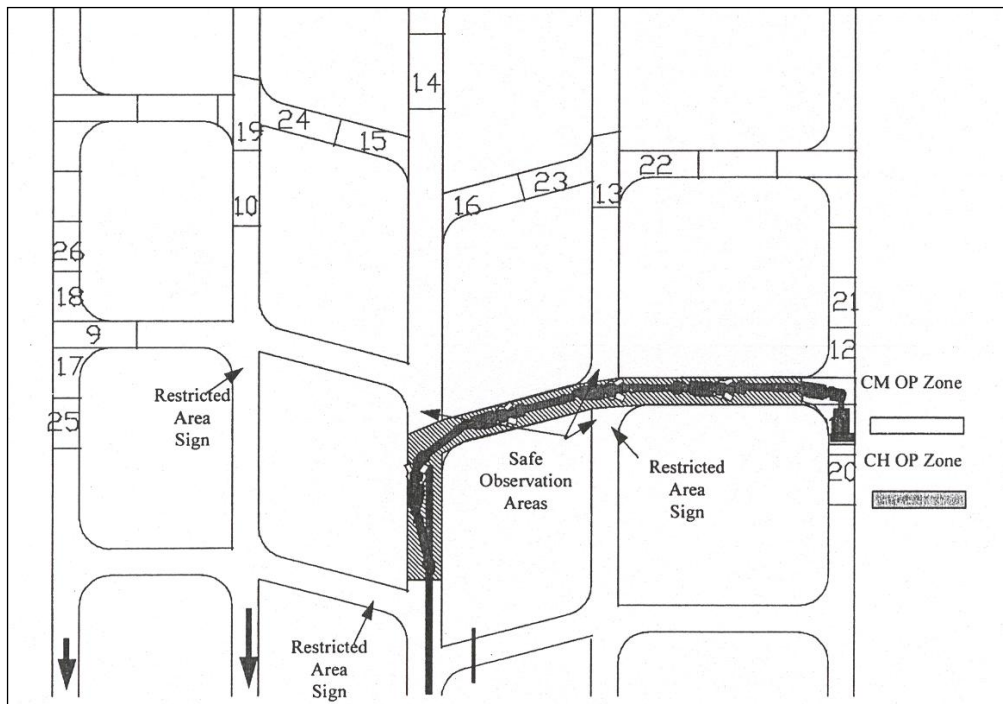 14
24
15
19
10
22
23
16
13
26
18
9
17
25
21
12
20
CM OP Zone
CH OP Zone
Restricted
Area
Sign
Safe
Observation
Areas
Restricted
Area
Sign
Restricted
Area
Sign